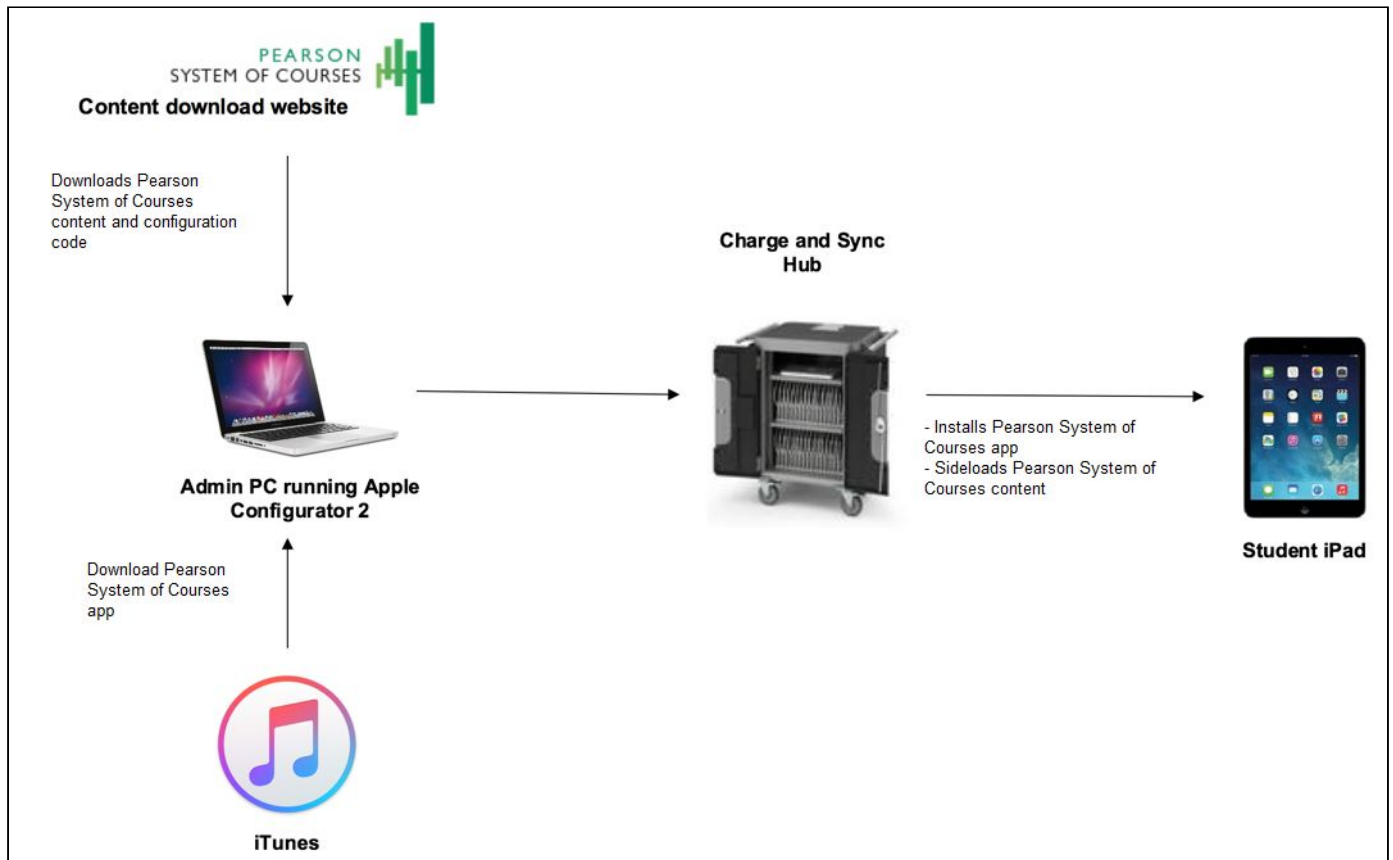 PEARSON
SYSTEM OF COURSES
Content download website
Downloads Pearson
System of Courses
content and configuration
code
Charge and Sync
Hub
Admin PC running Apple
Configurator 2
- Installs Pearson System of
Courses app
- Sideloads Pearson System of
Courses content
Student iPad
Download Pearson
System of Courses
app
iTunes